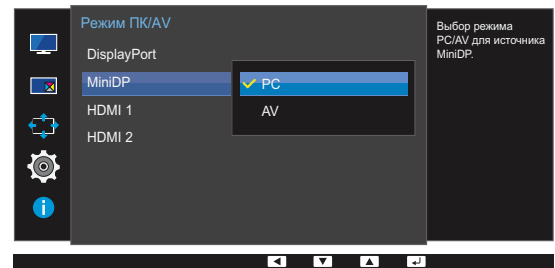 Режим ПК/AV
DisplayPort
MiniDP
PC
AV
HDMI 1
HDMI 2
Выбор режима
PC/AV для источника
MiniDP.